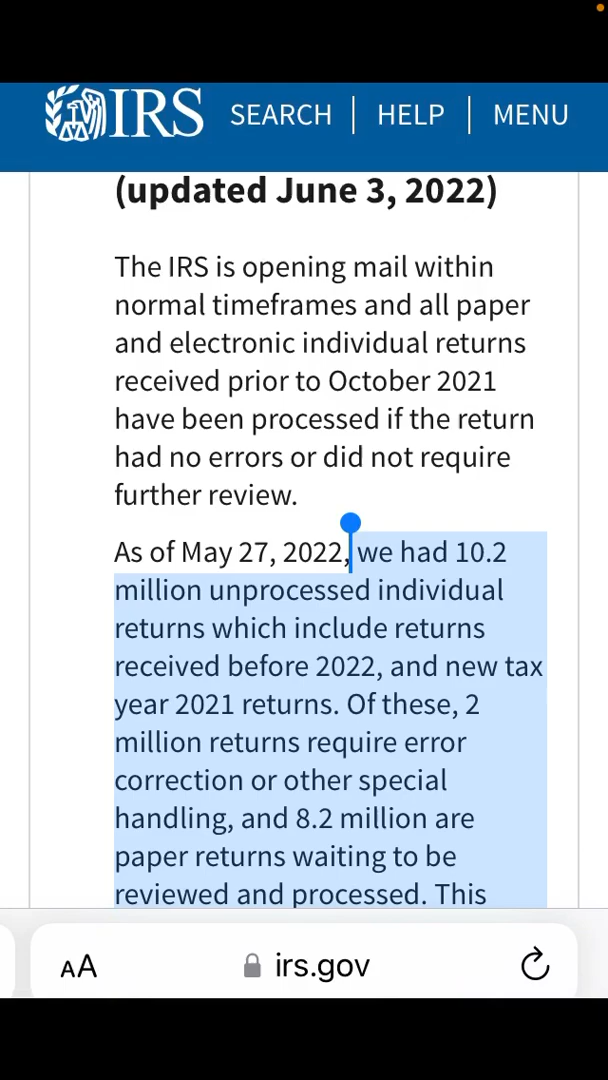 IRS SEARCH | HELP | MENU
(updated June 3, 2022)
The IRS is opening mail within
normal timeframes and all paper
and electronic individual returns
received prior to October 2021
have been processed if the return
had no errors or did not require
further review.
As of May 27, 2022, we had 10.2
million unprocessed individual
returns which include returns
received before 2022, and new tax
year 2021 returns. Of these, 2
million returns require error
correction or other special
handling, and 8.2 million are
paper returns waiting to be
reviewed and processed. This
AA irs.gov